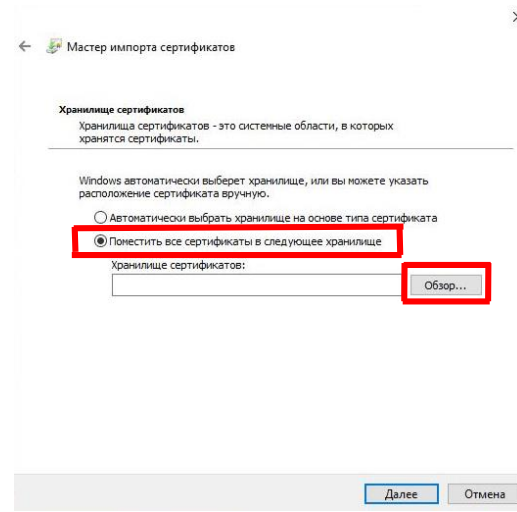 Мастер импорта сертификатов
Хранилище сертификатов
Хранилища сертификатов - это системные области, в которых
хранятся сертификаты.
Windows автоматически выберет хранилище, или вы можете указать
расположение сертификата вручную.
Автоматически выбрать хранилище на основе типа сертификата
Поместить все сертификаты в следующее хранилище
Хранилище сертификатов:
Обзор...
Далее Отмена